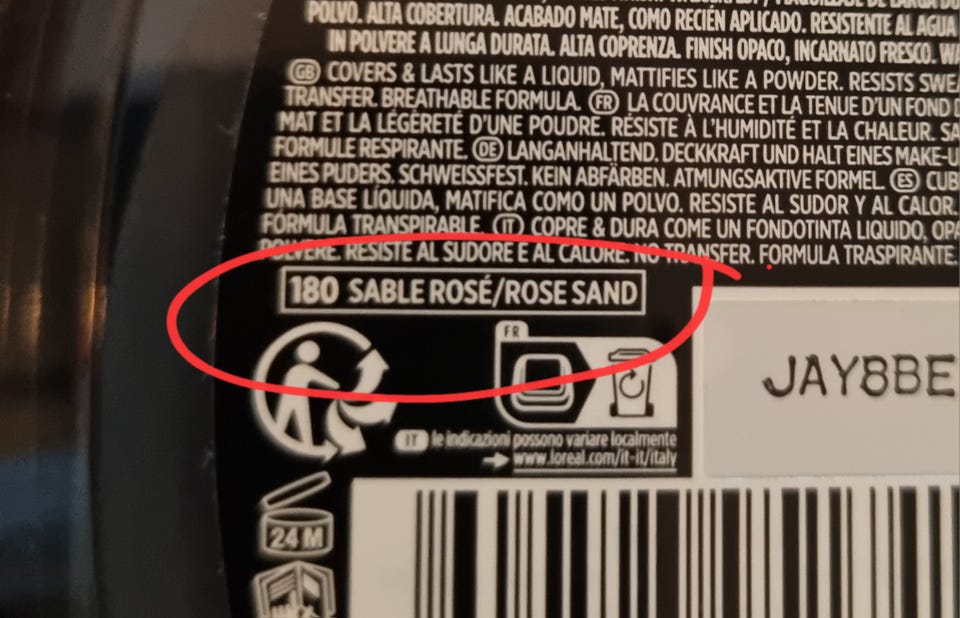 POLVO. ALTA COBERTURA. ACABADO MATE, COMO RECIÉN APLICADO. RESISTENTE AL AGUA
IN POLVERE A LUNGA DURATA. ALTA COPRENZA. FINISH OPACO, INCARNATO FRESCO. WA
GB COVERS & LASTS LIKE A LIQUID, MATTIFIES LIKE A POWDER. RESISTS SWE
TRANSFER. BREATHABLE FORMULA. FR LA COUVRANCE ET LA TENUE D'UN FOND D
MAT ET LA LÉGÉRETÉ D'UNE POUDRE. RÉSISTE À L'HUMIDITÉ ET LA CHALEUR. SA
FORMULE RESPIRANTE. DE LANGANHALTEND. DECKKRAFT UND HALT EINES MAKE-U
EINES PUDERS. SCHWEISSFEST. KEIN ABFÄRBEN. ATMUNGSAKTIVE FORMEL. ES CUB
UNA BASE LÍQUIDA, MATIFICA COMO UN POLVO. RESISTE AL SUDOR Y AL CALOR.
FÓRMULA TRANSPIRABLE. IT COPRE & DURA COME UN FONDOTINTA LIQUIDO, OPA
POLVERE. RESISTE AL SUDORE E AL CALORE. NO TRANSFER. FORMULA TRASPIRANTE.
180 SABLE ROSÉ/ROSE SAND
FR
JAY8BE
IT le indicazioni possono variare localmente
www.loreal.com/it-it/italy
24 M